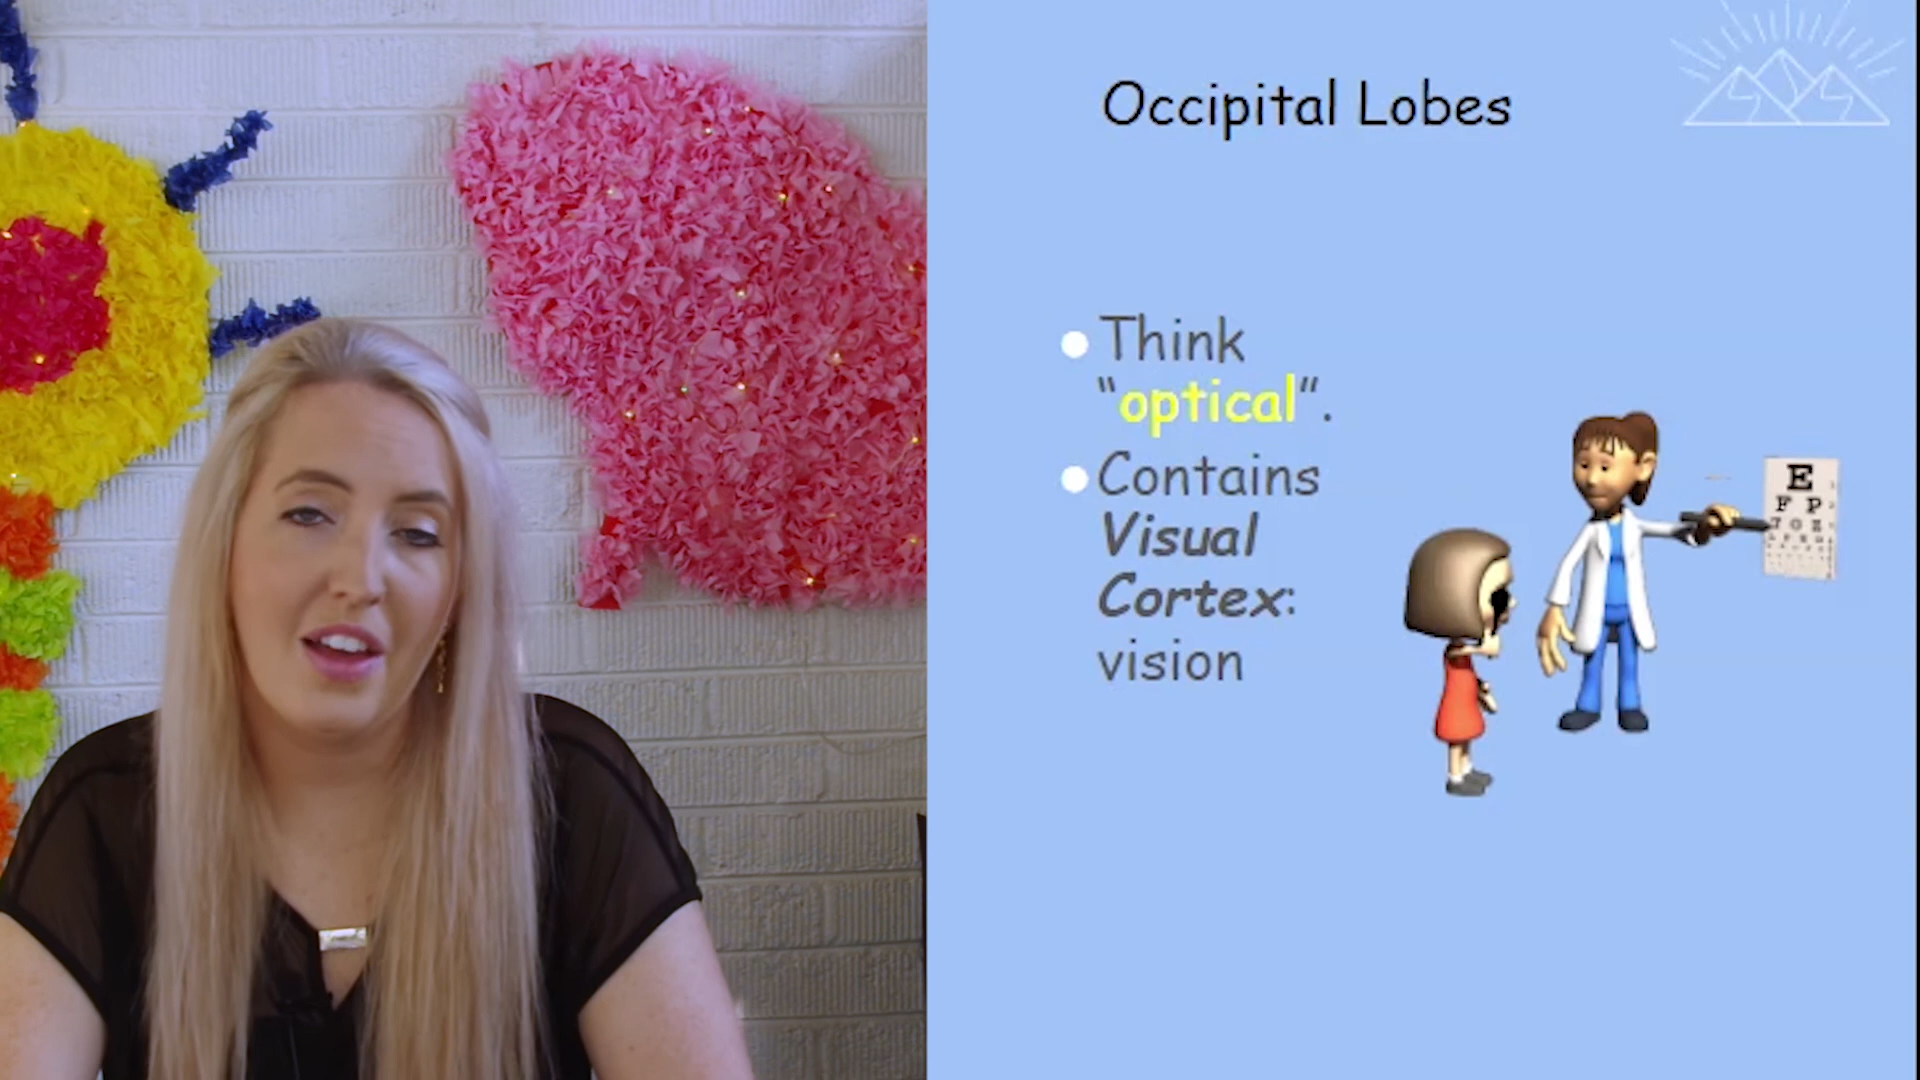 Occipital Lobes
Think
“optical”.
Contains
Visual
Cortex:
vision
E
F P
T O Z